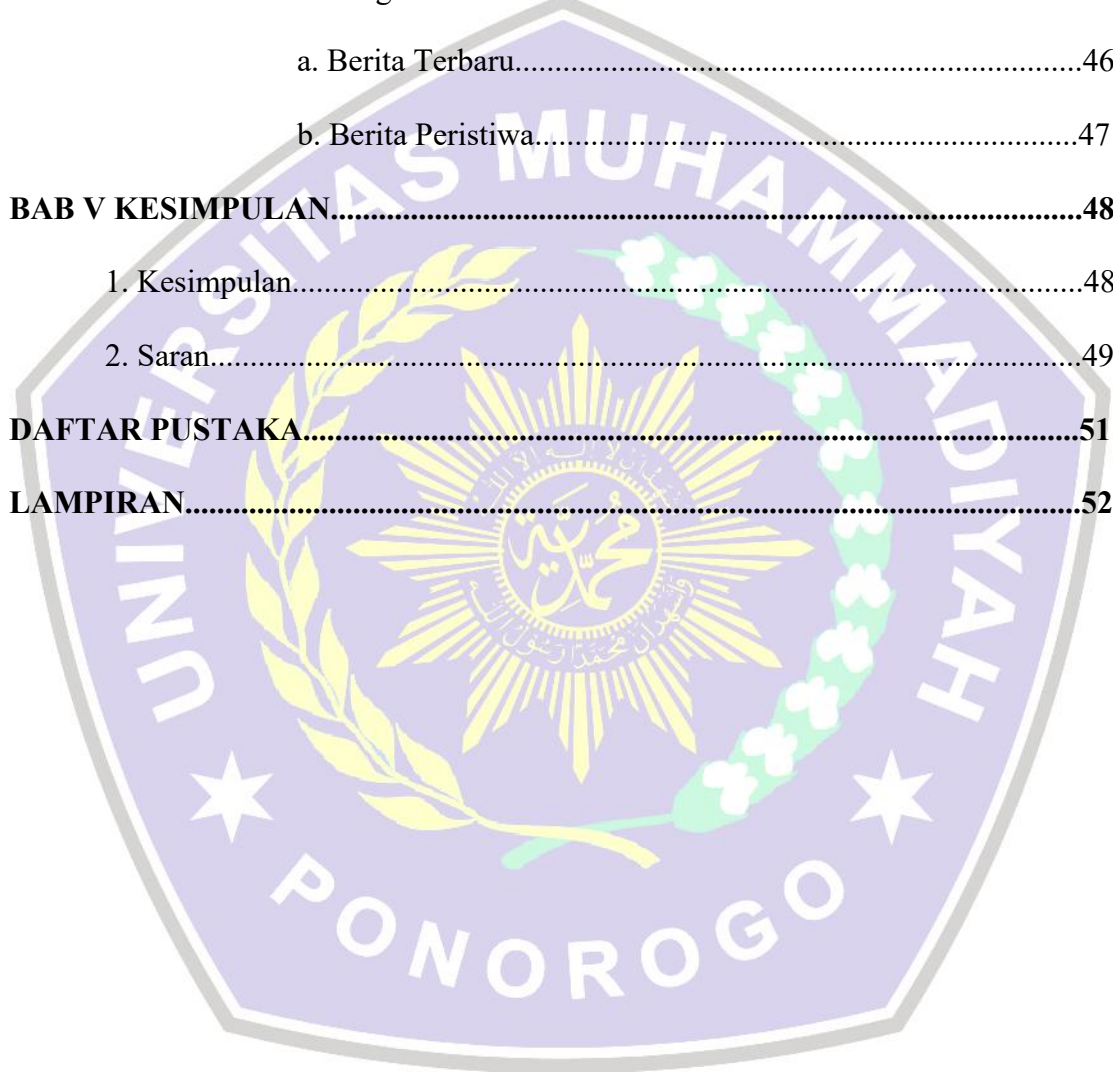 a. Berita Terbaru......................................................................46
b. Berita Peristiwa....................................................................47
BAB V KESIMPULAN................................................................................48
1. Kesimpulan....................................................................................48
2. Saran..............................................................................................49
DAFTAR PUSTAKA...................................................................................51
LAMPIRAN................................................................................................52
UNIVERSITAS MUHAMMADIYAH
محمدية
PONOROGO